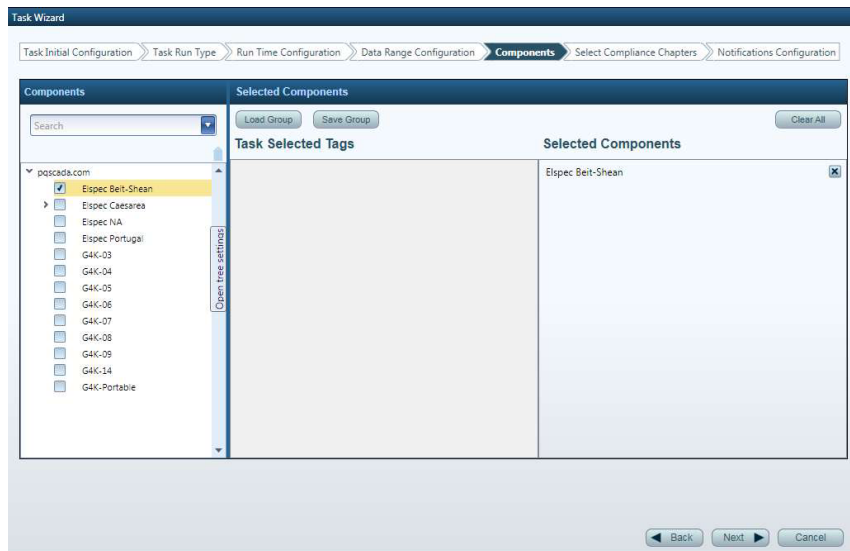 Task Wizard
Task Initial Configuration Task Run Type Run Time Configuration Data Range Configuration Components Select Compliance Chapters Notifications Configuration
Components
Selected Components
Search
Load Group Save Group Clear All
Task Selected Tags
Selected Components
pqscada.com
Elspec Beit-Shean
Elspec Caesarea
Elspec NA
Elspec Portugal
G4K-03
G4K-04
G4K-05
G4K-06
G4K-07
G4K-08
G4K-09
G4K-14
G4K-Portable
Open tree settings
Elspec Beit-Shean
Back Next Cancel